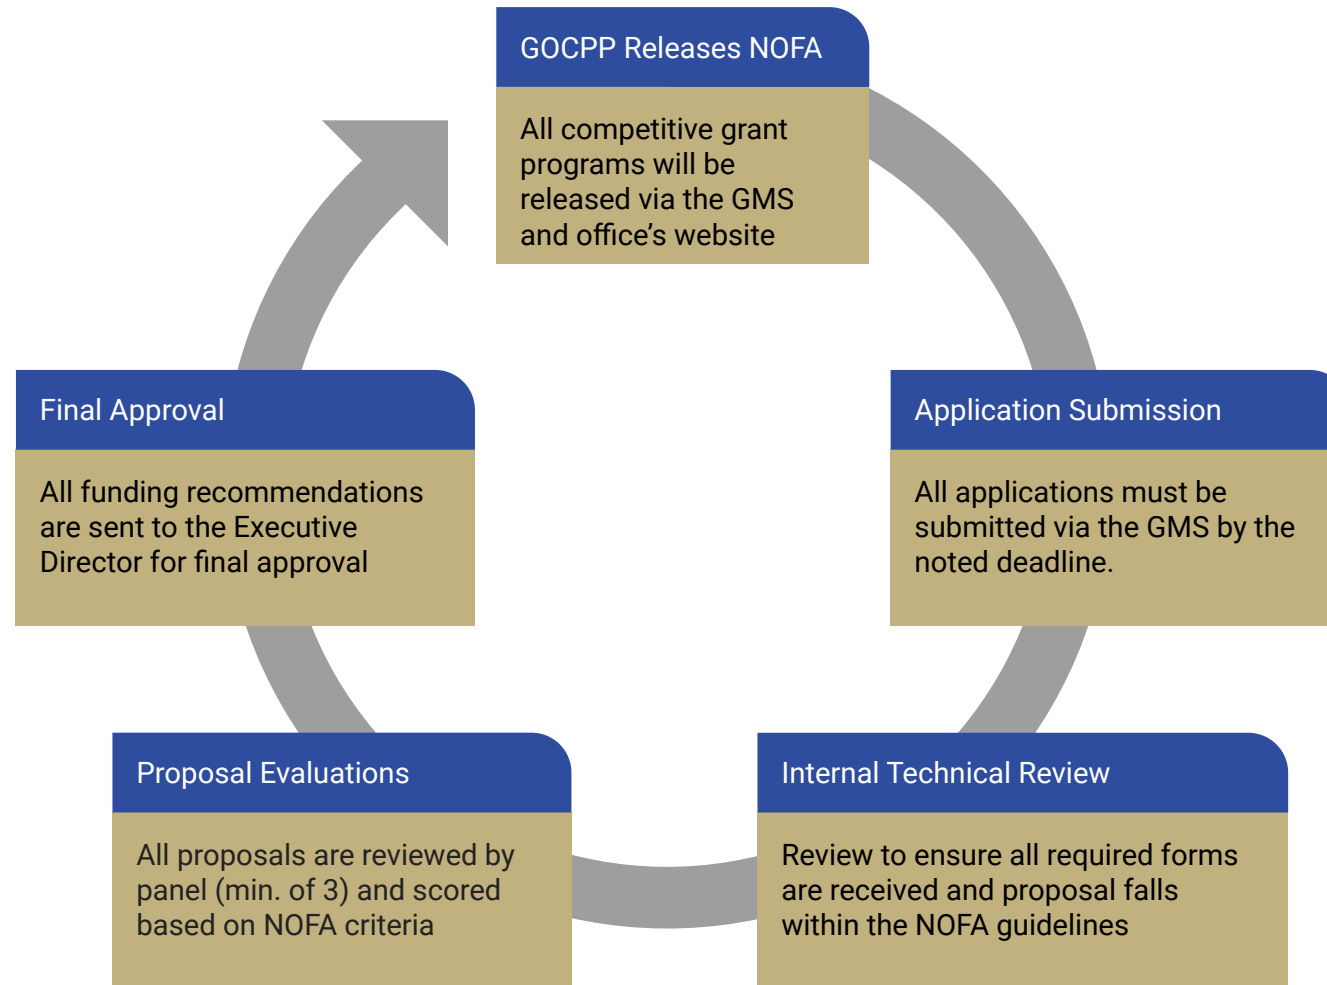 GOCPP Releases NOFA
All competitive grant
programs will be
released via the GMS
and office’s website
Application Submission
All applications must be
submitted via the GMS by the
noted deadline.
Internal Technical Review
Review to ensure all required forms
are received and proposal falls
within the NOFA guidelines
Proposal Evaluations
All proposals are reviewed by
panel (min. of 3) and scored
based on NOFA criteria
Final Approval
All funding recommendations
are sent to the Executive
Director for final approval